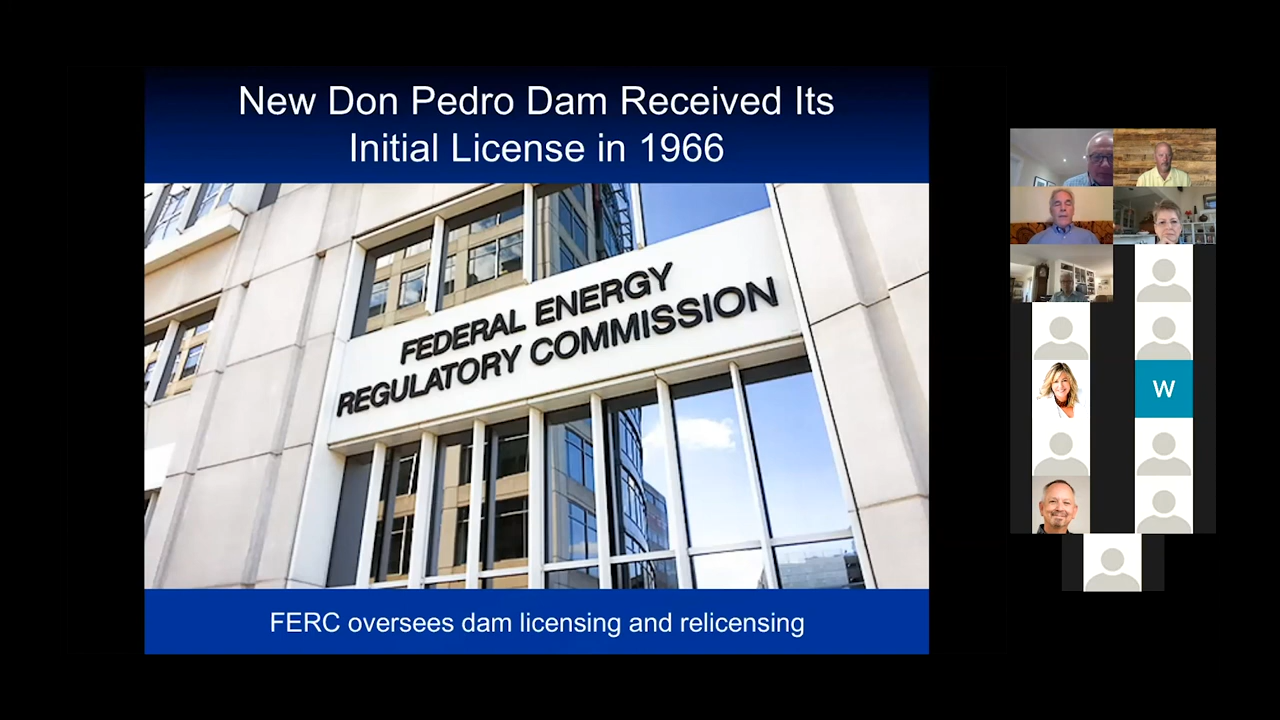 New Don Pedro Dam Received Its
Initial License in 1966
FEDERAL ENERGY
REGULATORY COMMISSION
FERC oversees dam licensing and relicensing
W